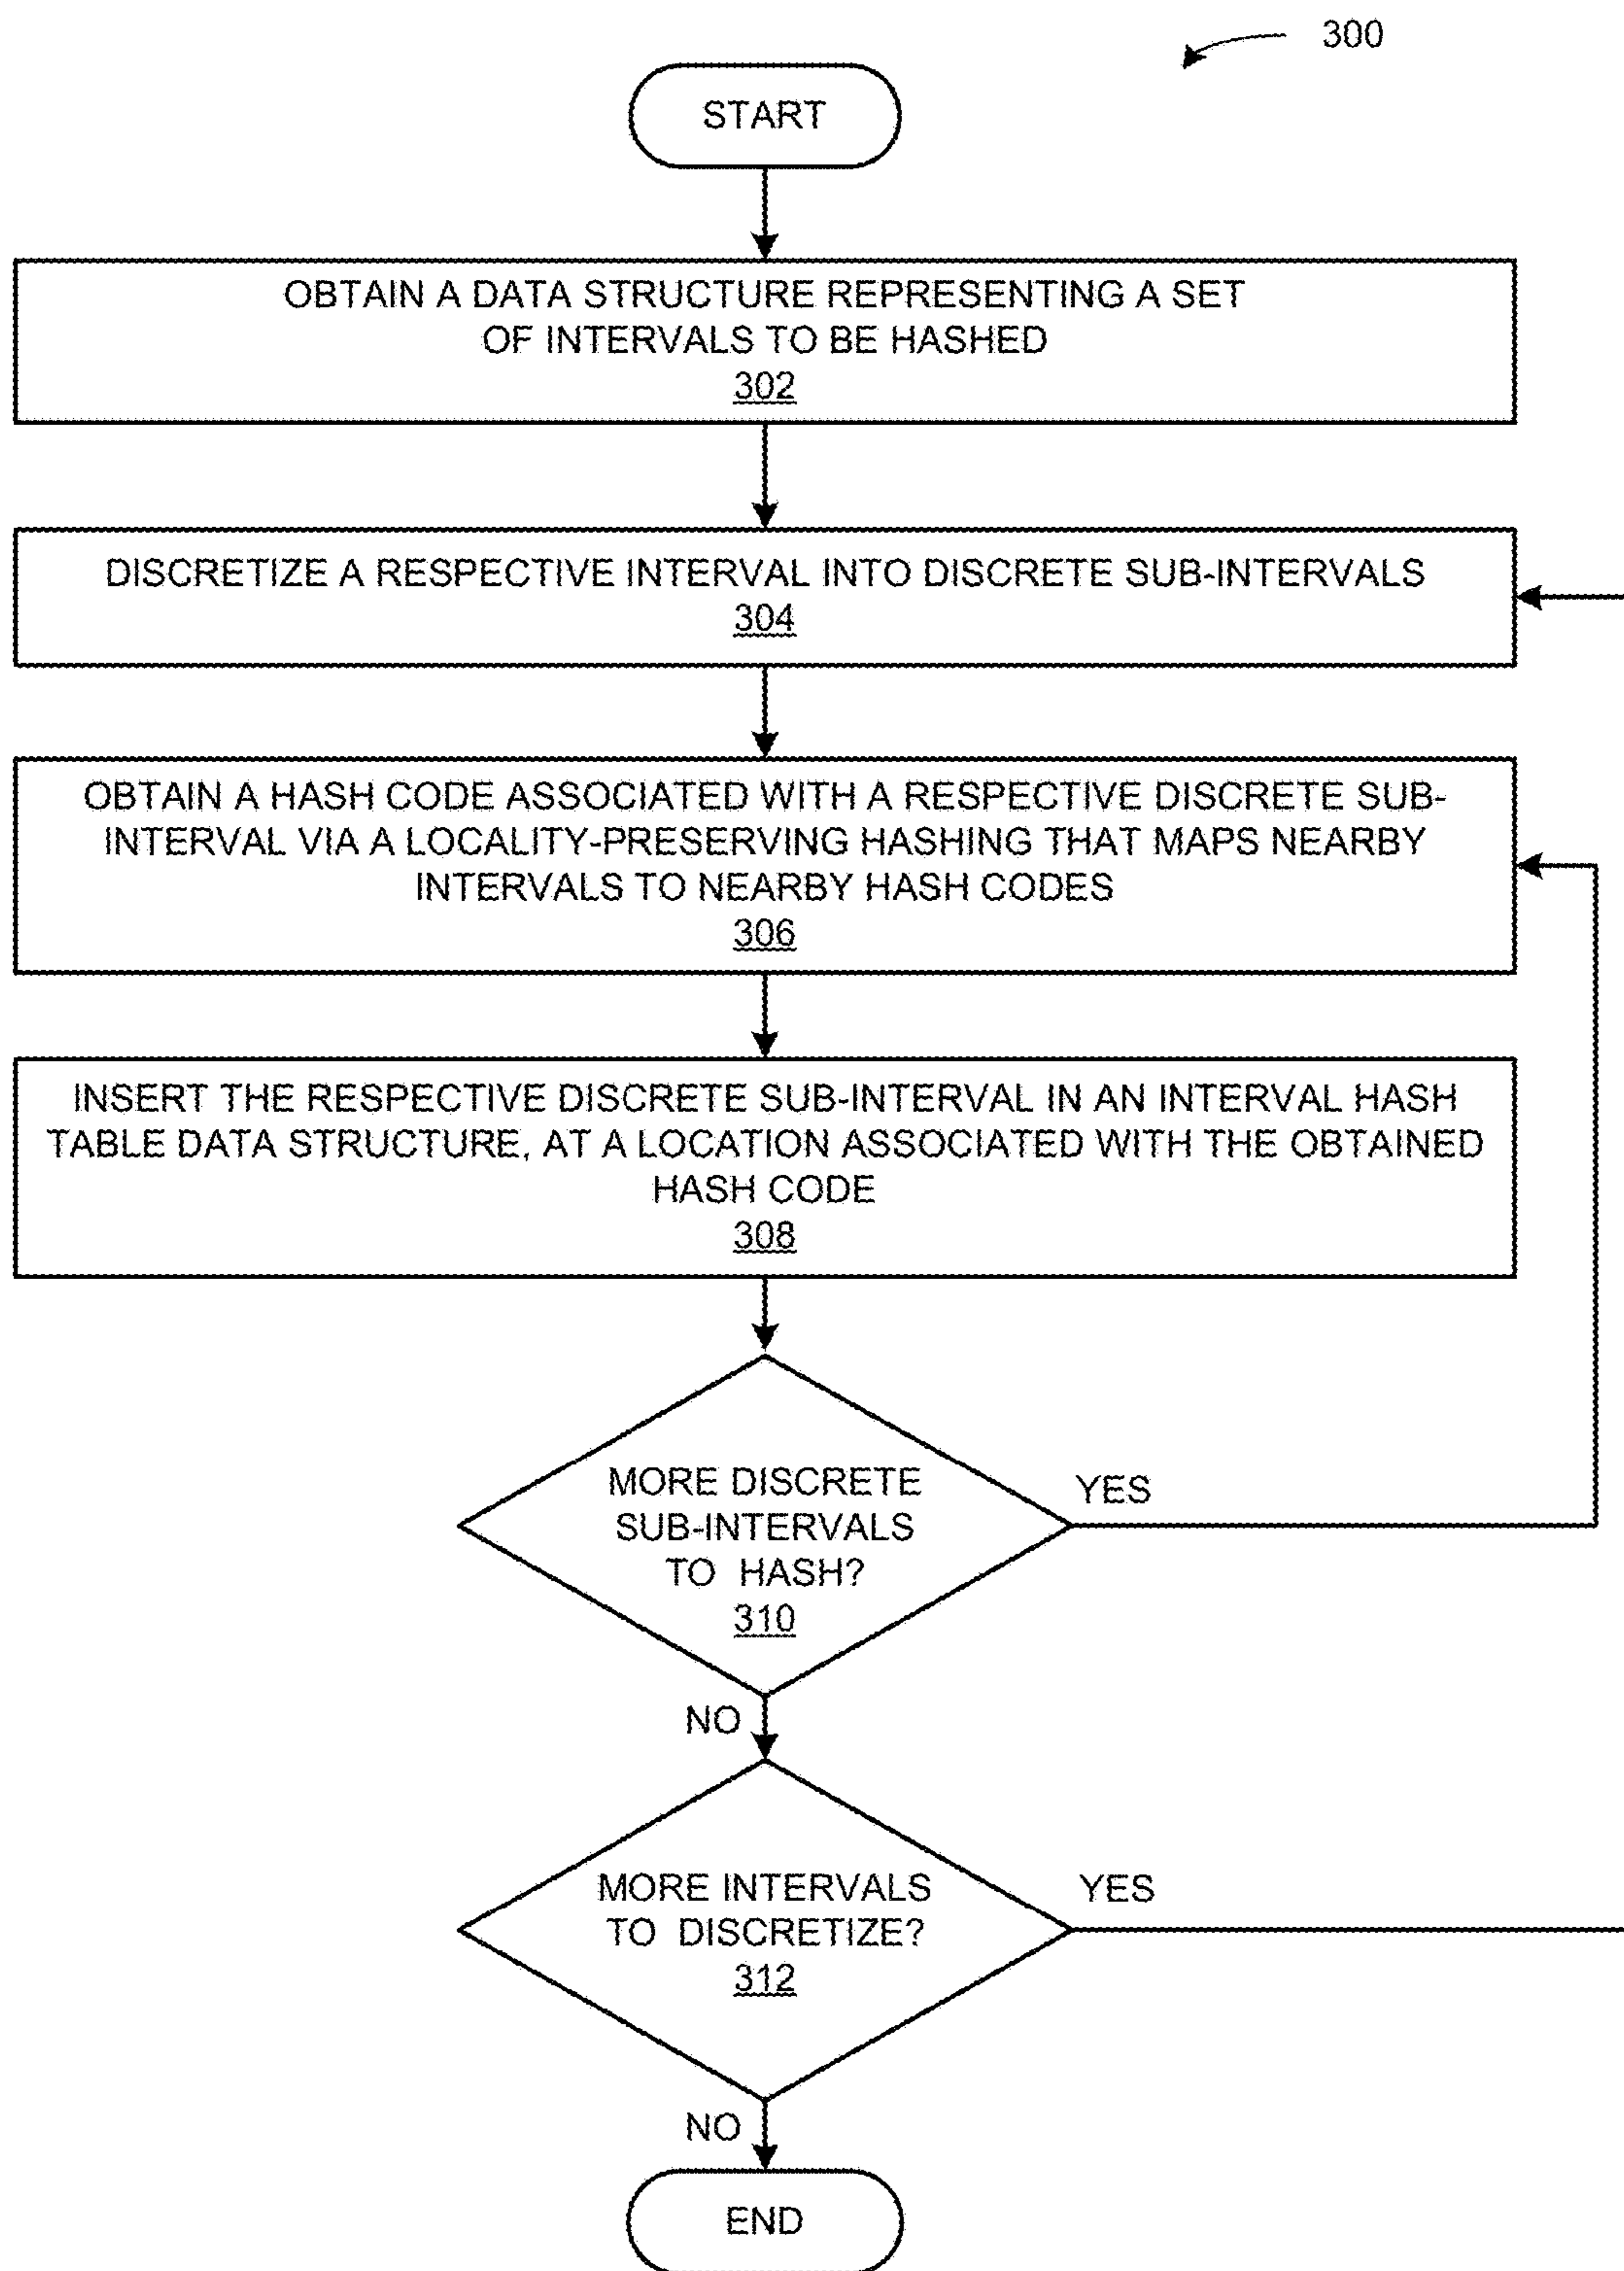 300
START
OBTAIN A DATA STRUCTURE REPRESENTING A SET
OF INTERVALS TO BE HASHED
302
DISCRETIZE A RESPECTIVE INTERVAL INTO DISCRETE SUB-INTERVALS
304
OBTAIN A HASH CODE ASSOCIATED WITH A RESPECTIVE DISCRETE SUB-
INTERVAL VIA A LOCALITY-PRESERVING HASHING THAT MAPS NEARBY
INTERVALS TO NEARBY HASH CODES
306
INSERT THE RESPECTIVE DISCRETE SUB-INTERVAL IN AN INTERVAL HASH
TABLE DATA STRUCTURE, AT A LOCATION ASSOCIATED WITH THE OBTAINED
HASH CODE
308
MORE DISCRETE
SUB-INTERVALS
TO HASH?
310
YES
NO
MORE INTERVALS
TO DISCRETIZE?
312
YES
NO
END